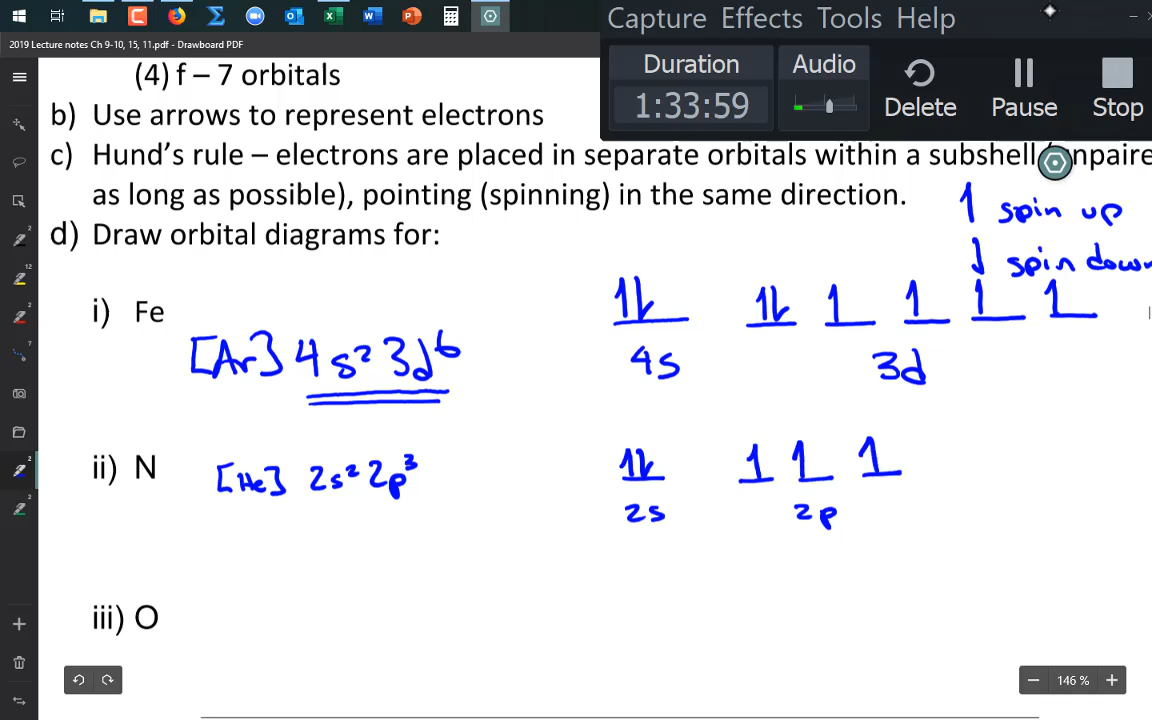 Capture Effects Tools Help
2019 Lecture notes Ch 9-10, 15, 11.pdf - Drawboard PDF
Duration Audio
1:33:59 Delete Pause Stop
(4) f – 7 orbitals
b) Use arrows to represent electrons
c) Hund's rule – electrons are placed in separate orbitals within a subshell
as long as possible), pointing (spinning) in the same direction.
↿ spin up
d) Draw orbital diagrams for:
⇂ spin down
i) Fe
[Ar] 4s² 3d⁶
↿⇂ ↿⇂ ↿ ↿ ↿ ↿
4s 3d
ii) N [He] 2s² 2p³
↿⇂ ↿ ↿ ↿
2s 2p
iii) O
146 %